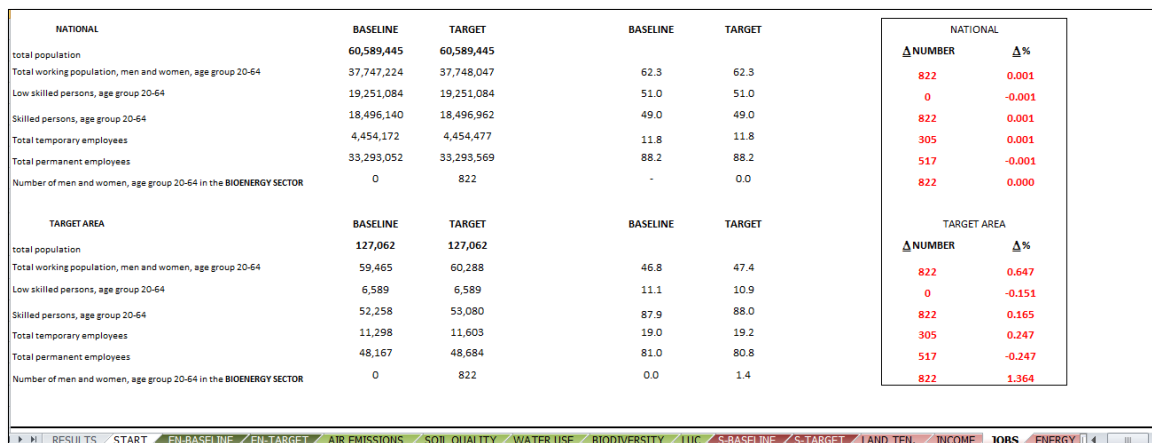 NATIONAL BASELINE TARGET BASELINE TARGET NATIONAL
total population 60,589,445 60,589,445 Δ NUMBER Δ %
Total working population, men and women, age group 20-64 37,747,224 37,748,047 62.3 62.3 822 0.001
Low skilled persons, age group 20-64 19,251,084 19,251,084 51.0 51.0 0 -0.001
Skilled persons, age group 20-64 18,496,140 18,496,962 49.0 49.0 822 0.001
Total temporary employees 4,454,172 4,454,477 11.8 11.8 305 0.001
Total permanent employees 33,293,052 33,293,569 88.2 88.2 517 -0.001
Number of men and women, age group 20-64 in the BIOENERGY SECTOR 0 822 - 0.0 822 0.000
TARGET AREA BASELINE TARGET BASELINE TARGET TARGET AREA
total population 127,062 127,062 Δ NUMBER Δ %
Total working population, men and women, age group 20-64 59,465 60,288 46.8 47.4 822 0.647
Low skilled persons, age group 20-64 6,589 6,589 11.1 10.9 0 -0.151
Skilled persons, age group 20-64 52,258 53,080 87.9 88.0 822 0.165
Total temporary employees 11,298 11,603 19.0 19.2 305 0.247
Total permanent employees 48,167 48,684 81.0 80.8 517 -0.247
Number of men and women, age group 20-64 in the BIOENERGY SECTOR 0 822 0.0 1.4 822 1.364
RESULTS START EN-BASELINE EN-TARGET AIR EMISSIONS SOIL QUALITY WATER USE BIODIVERSITY LUC S-BASELINE S-TARGET LAND TEN. INCOME JOBS ENERGY